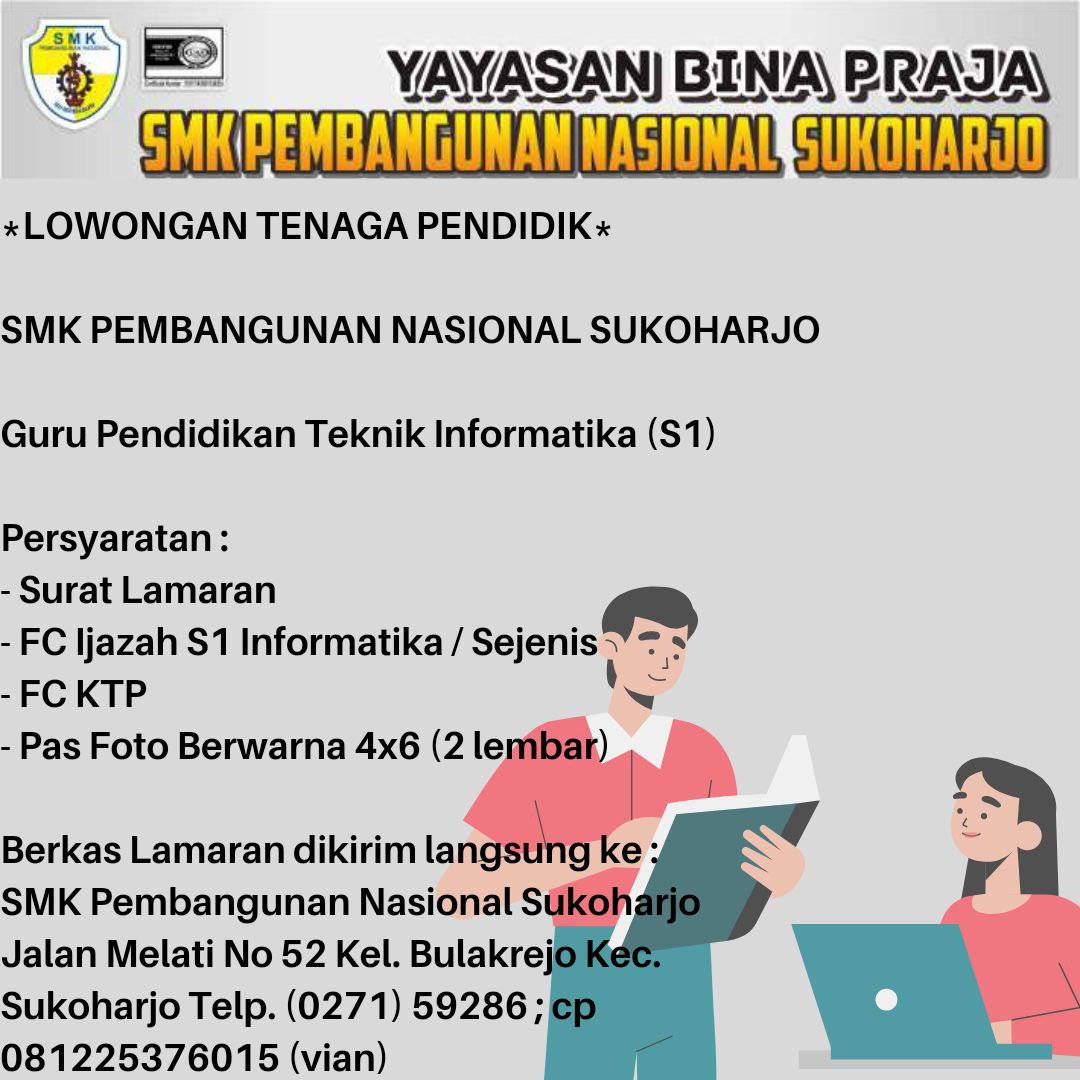 SMK
YAYASAN BINA PRAJA
SMK PEMBANGUNAN NASIONAL SUKOHARJO
*LOWONGAN TENAGA PENDIDIK*
SMK PEMBANGUNAN NASIONAL SUKOHARJO
Guru Pendidikan Teknik Informatika (S1)
Persyaratan :
- Surat Lamaran
- FC Ijazah S1 Informatika / Sejenis
- FC KTP
- Pas Foto Berwarna 4x6 (2 lembar)
Berkas Lamaran dikirim langsung ke :
SMK Pembangunan Nasional Sukoharjo
Jalan Melati No 52 Kel. Bulakrejo Kec.
Sukoharjo Telp. (0271) 59286 ; cp
081225376015 (vian)